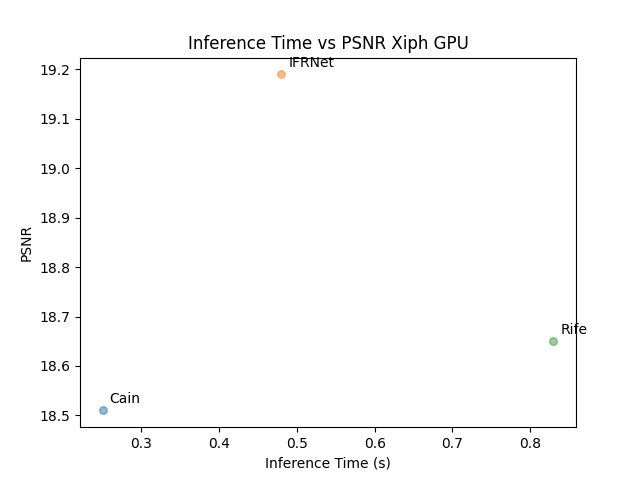 Inference Time vs PSNR Xiph GPU
IFRNet
Rife
Cain
PSNR
19.2
19.1
19.0
18.9
18.8
18.7
18.6
18.5
0.3 0.4 0.5 0.6 0.7 0.8
Inference Time (s)